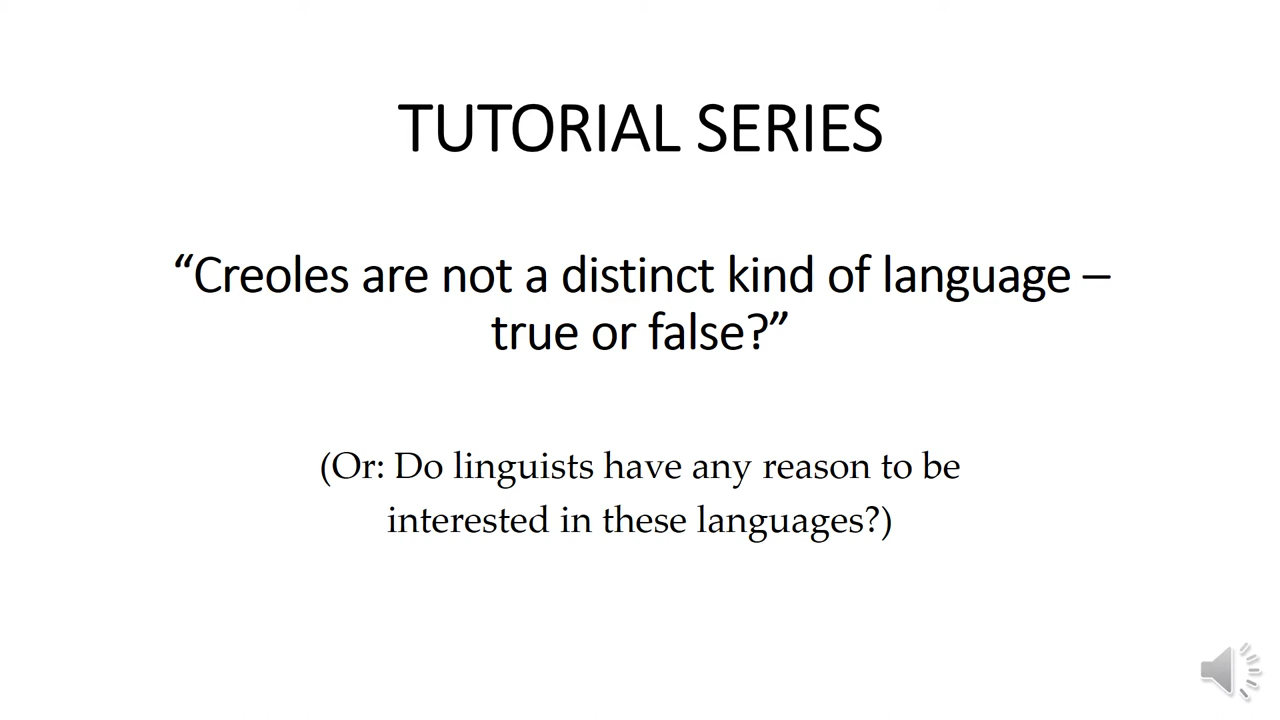 TUTORIAL SERIES
“Creoles are not a distinct kind of language –
true or false?”
(Or: Do linguists have any reason to be
interested in these languages?)